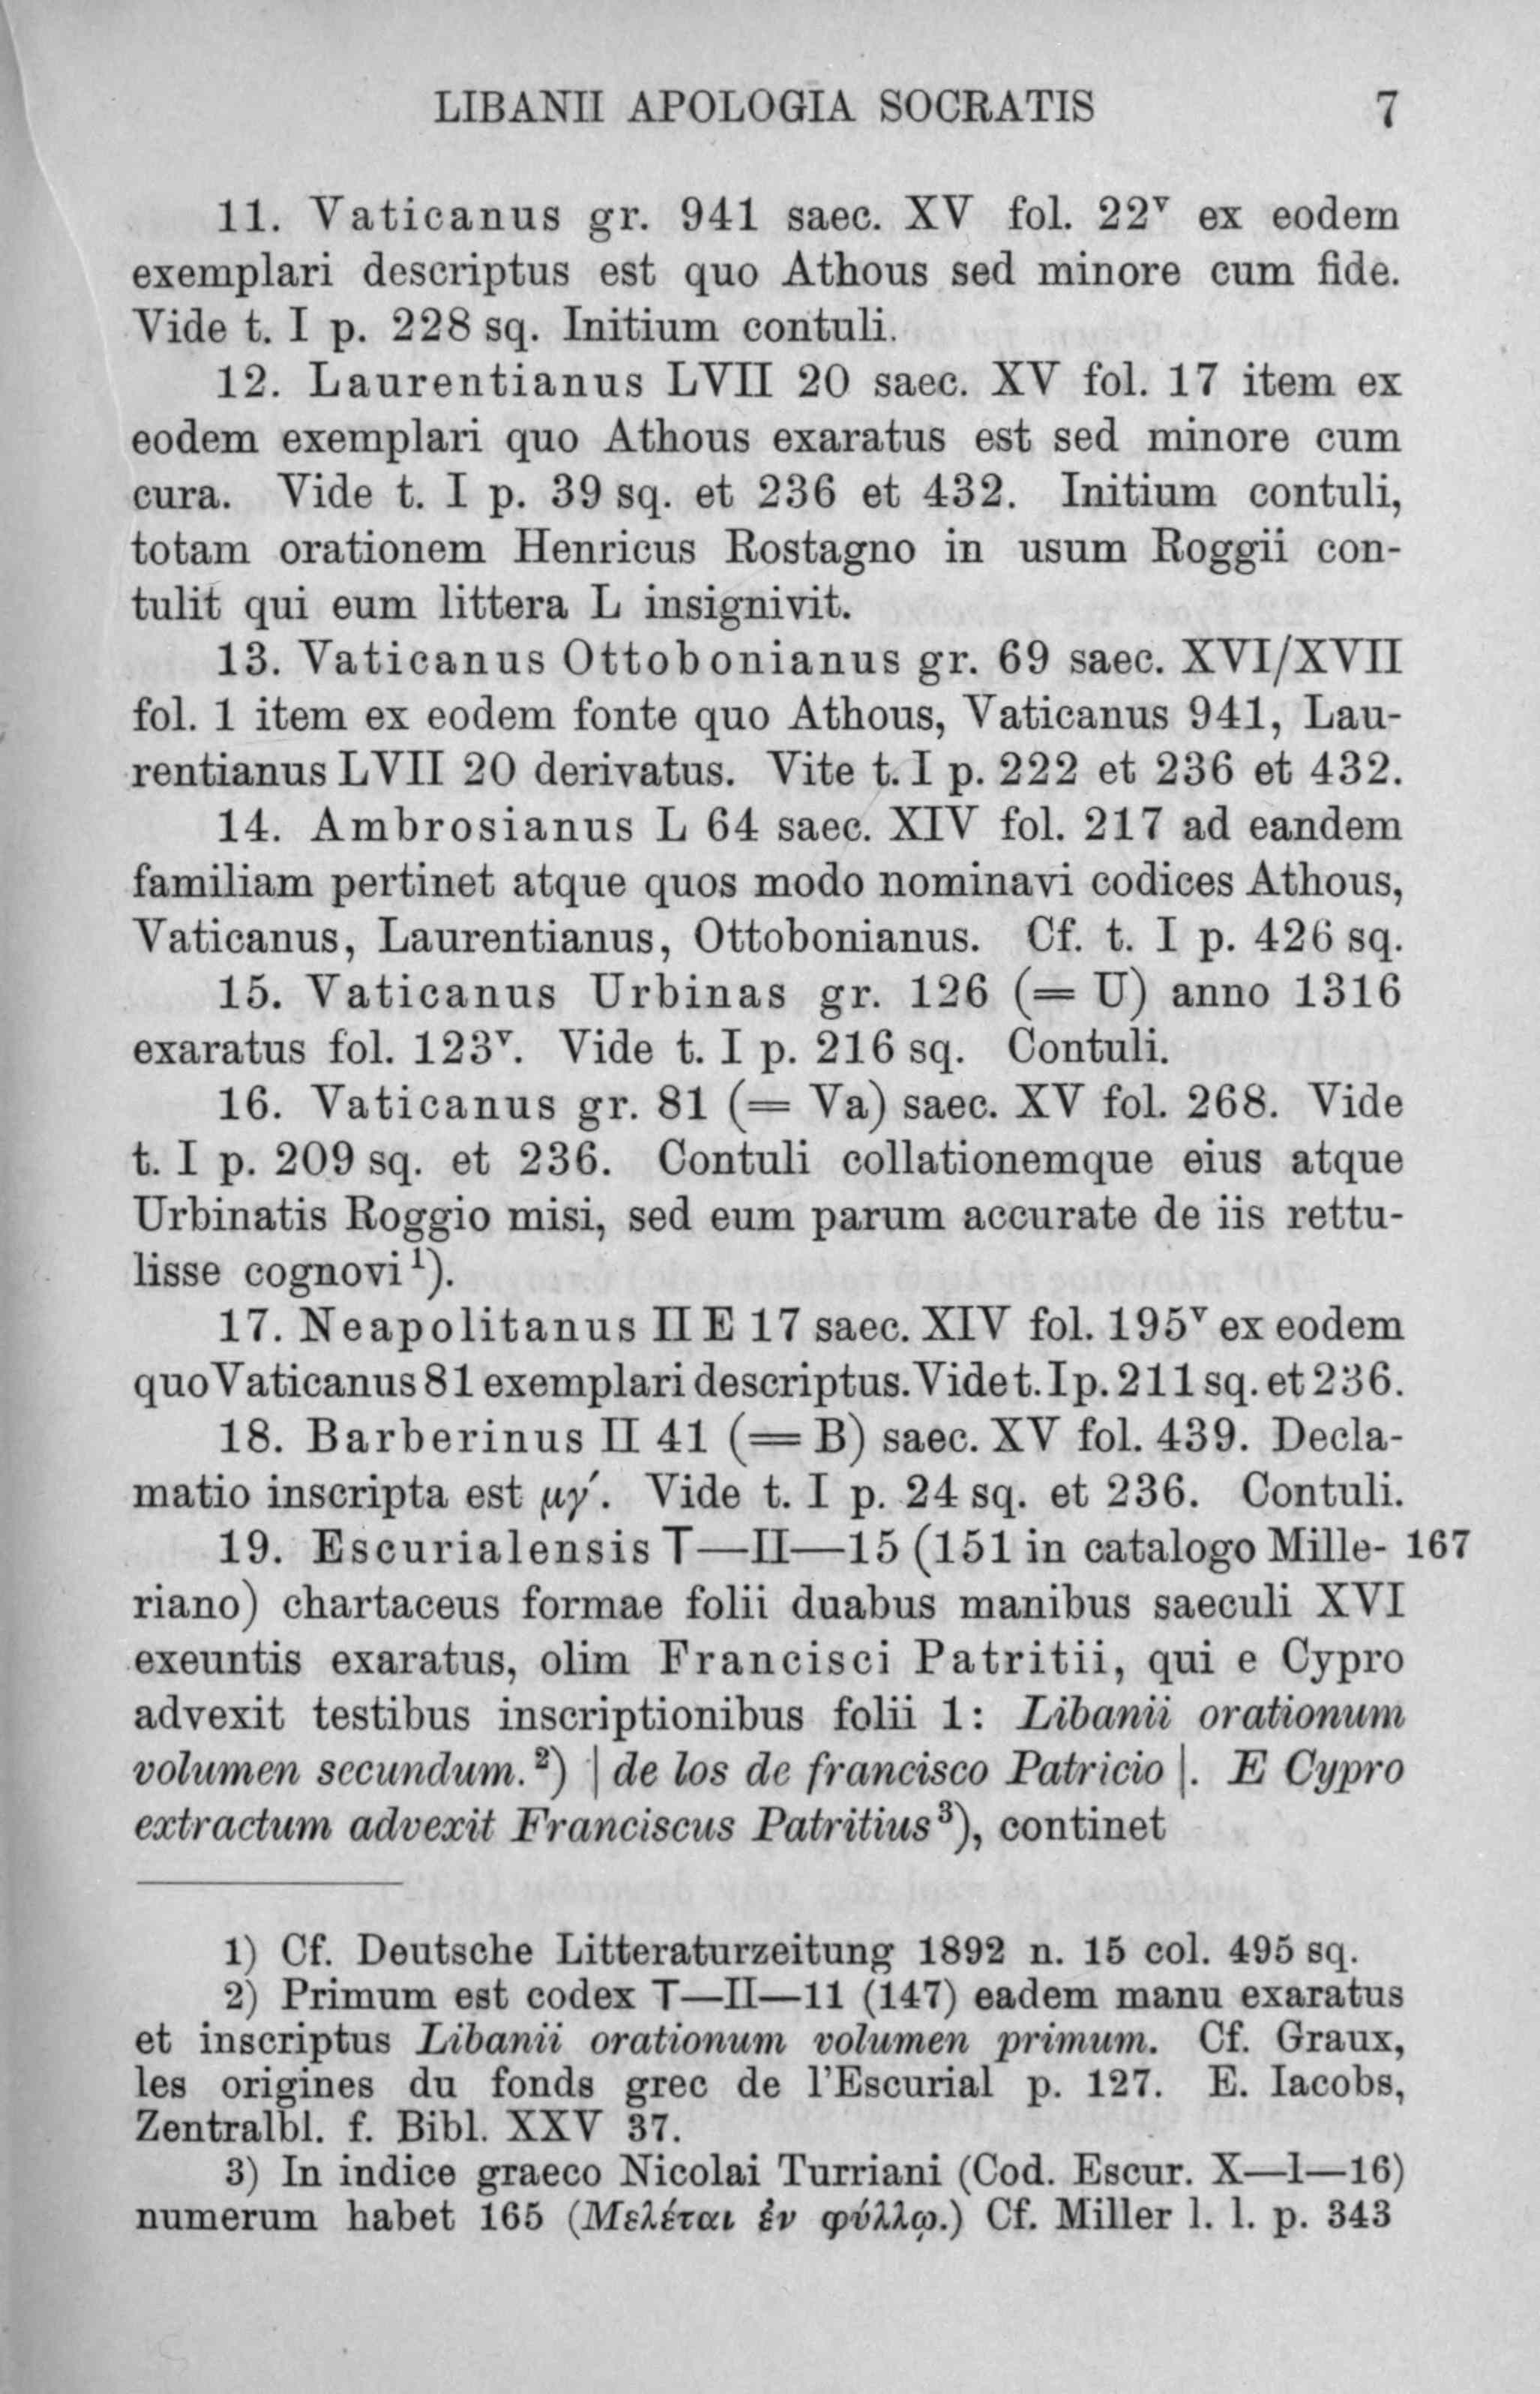 LIBANII APOLOGIA SOCRATIS 7
11. Vaticanus gr. 941 saec. XV fol. 22ᵛ ex eodem
exemplari descriptus est quo Athous sed minore cum fide.
Vide t. I p. 228 sq. Initium contuli.
12. Laurentianus LVII 20 saec. XV fol. 17 item ex
eodem exemplari quo Athous exaratus est sed minore cum
cura. Vide t. I p. 39 sq. et 236 et 432. Initium contuli,
totam orationem Henricus Rostagno in usum Roggii con-
tulit qui eum littera L insignivit.
13. Vaticanus Ottobonianus gr. 69 saec. XVI/XVII
fol. 1 item ex eodem fonte quo Athous, Vaticanus 941, Lau-
rentianus LVII 20 derivatus. Vite t. I p. 222 et 236 et 432.
14. Ambrosianus L 64 saec. XIV fol. 217 ad eandem
familiam pertinet atque quos modo nominavi codices Athous,
Vaticanus, Laurentianus, Ottobonianus. Cf. t. I p. 426 sq.
15. Vaticanus Urbinas gr. 126 (= U) anno 1316
exaratus fol. 123ᵛ. Vide t. I p. 216 sq. Contuli.
16. Vaticanus gr. 81 (= Va) saec. XV fol. 268. Vide
t. I p. 209 sq. et 236. Contuli collationemque eius atque
Urbinatis Roggio misi, sed eum parum accurate de iis rettu-
lisse cognovi¹).
17. Neapolitanus II E 17 saec. XIV fol. 195ᵛ ex eodem
quo Vaticanus 81 exemplari descriptus. Vide t. I p. 211 sq. et 236.
18. Barberinus II 41 (= B) saec. XV fol. 439. Decla-
matio inscripta est μγ´. Vide t. I p. 24 sq. et 236. Contuli.
19. Escurialensis T—II—15 (151 in catalogo Mille- 167
riano) chartaceus formae folii duabus manibus saeculi XVI
exeuntis exaratus, olim Francisci Patritii, qui e Cypro
advexit testibus inscriptionibus folii 1: Libanii orationum
volumen secundum.²) | de los de francisco Patricio |. E Cypro
extractum advexit Franciscus Patritius³), continet
1) Cf. Deutsche Litteraturzeitung 1892 n. 15 col. 495 sq.
2) Primum est codex T—II—11 (147) eadem manu exaratus
et inscriptus Libanii orationum volumen primum. Cf. Graux,
les origines du fonds grec de l'Escurial p. 127. E. Iacobs,
Zentralbl. f. Bibl. XXV 37.
3) In indice graeco Nicolai Turriani (Cod. Escur. X—I—16)
numerum habet 165 (Μελέται ἐν φύλλῳ.) Cf. Miller l. l. p. 343